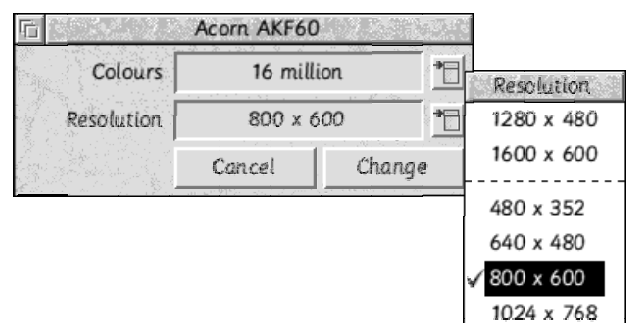 Acorn AKF60
Colours 16 million
Resolution 800 x 600
Cancel Change
Resolution
1280 x 480
1600 x 600
480 x 352
640 x 480
✓ 800 x 600
1024 x 768